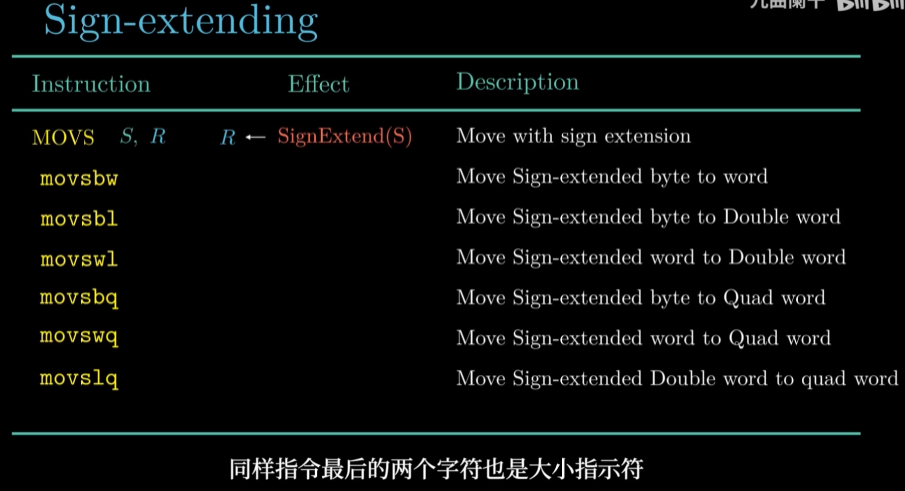 Sign-extending
Instruction Effect Description
MOVS S, R R ← SignExtend(S) Move with sign extension
movsbw Move Sign-extended byte to word
movsbl Move Sign-extended byte to Double word
movswl Move Sign-extended word to Double word
movsbq Move Sign-extended byte to Quad word
movswq Move Sign-extended word to Quad word
movslq Move Sign-extended Double word to quad word
同样指令最后的两个字符也是大小指示符